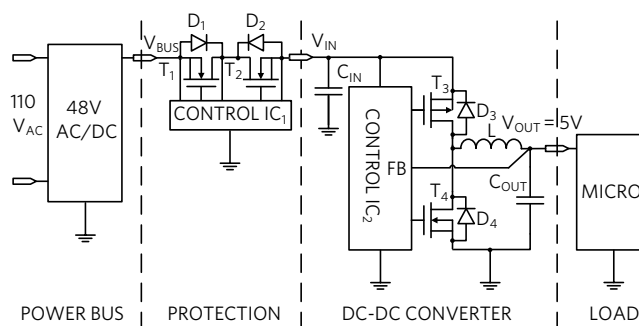 D1
D2
VBUS
T1
T2
VIN
CIN
110
VAC
48V
AC/DC
CONTROL IC1
CONTROL IC2
FB
T3
D3
L
VOUT = 5V
COUT
T4
D4
MICRO
POWER BUS
PROTECTION
DC-DC CONVERTER
LOAD